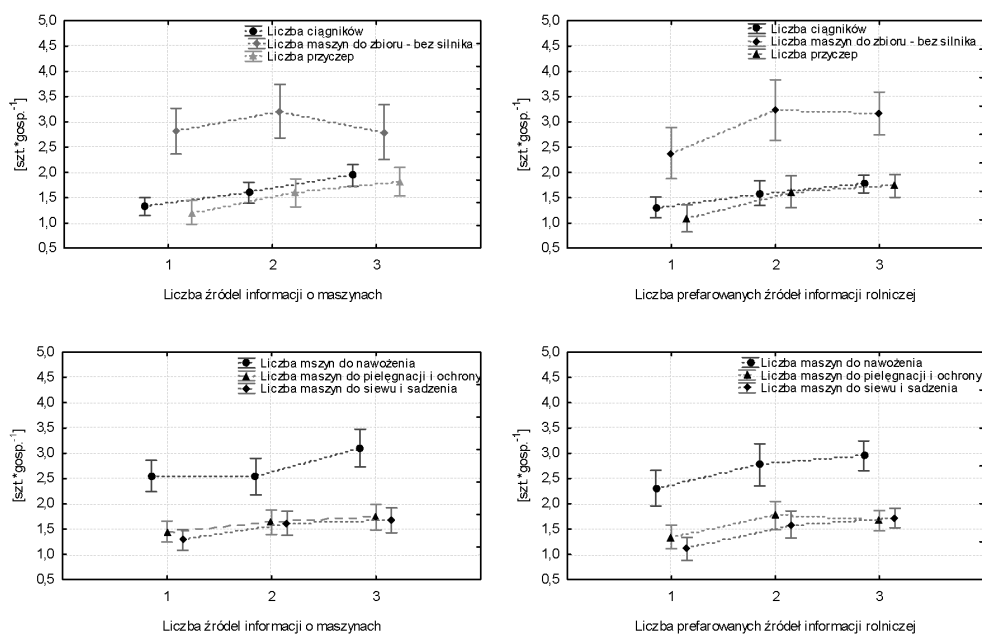 5,0
4,5
4,0
3,5
3,0
2,5
2,0
1,5
1,0
0,5
[szt.*gosp.-1]
Liczba ciągników
Liczba maszyn do zbioru - bez silnika
Liczba przyczep
1 2 3
Liczba źródel informacji o maszynach
5,0
4,5
4,0
3,5
3,0
2,5
2,0
1,5
1,0
0,5
[szt.*gosp.-1]
Liczba ciągników
Liczba maszyn do zbioru - bez silnika
Liczba przyczep
1 2 3
Liczba prefarowanych źródeł informacji rolniczej
5,0
4,5
4,0
3,5
3,0
2,5
2,0
1,5
1,0
0,5
[szt.*gosp.-1]
Liczba mszyn do nawożenia
Liczba maszyn do pielęgnacji i ochrony
Liczba maszyn do siewu i sadzenia
1 2 3
Liczba źródel informacji o maszynach
5,0
4,5
4,0
3,5
3,0
2,5
2,0
1,5
1,0
0,5
[szt.*gosp.-1]
Liczba maszyn do nawożenia
Liczba maszyn do pielęgnacji i ochrony
Liczba maszyn do siewu i sadzenia
1 2 3
Liczba prefarowanych źródeł informacji rolniczej